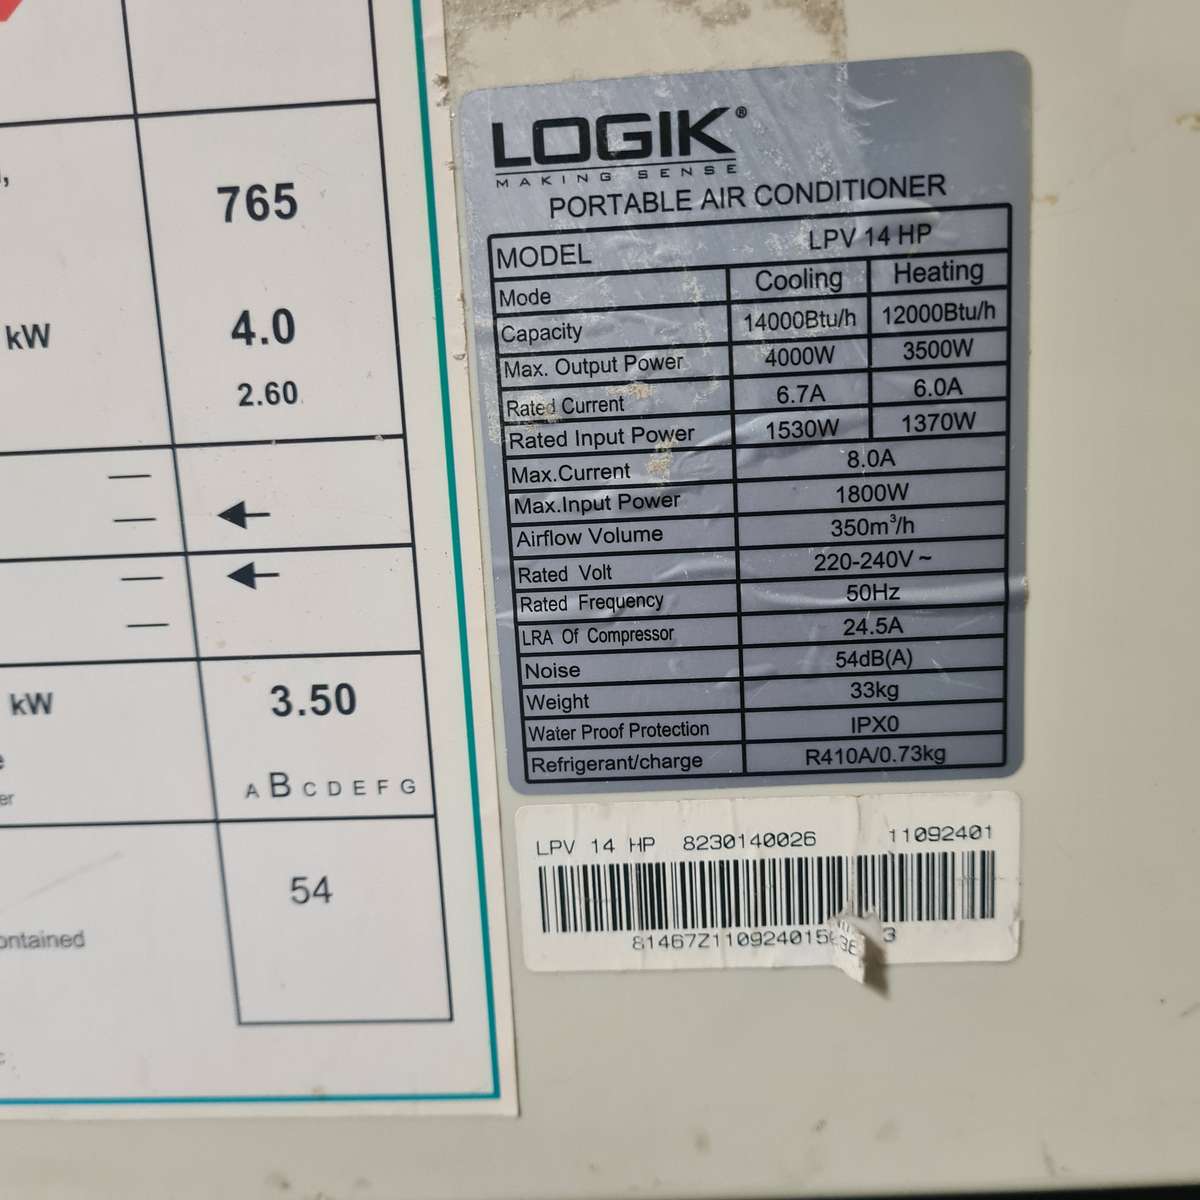 765
kW 4.0
2.60
kW 3.50
A B C D E F G
er
54
ontained
LOGIK®
MAKING SENSE
PORTABLE AIR CONDITIONER
MODEL LPV 14 HP
Mode Cooling Heating
Capacity 14000Btu/h 12000Btu/h
Max. Output Power 4000W 3500W
Rated Current 6.7A 6.0A
Rated Input Power 1530W 1370W
Max.Current 8.0A
Max.Input Power 1800W
Airflow Volume 350m³/h
Rated Volt 220-240V~
Rated Frequency 50Hz
LRA Of Compressor 24.5A
Noise 54dB(A)
Weight 33kg
Water Proof Protection IPX0
Refrigerant/charge R410A/0.73kg
LPV 14 HP 8230140026 11092401